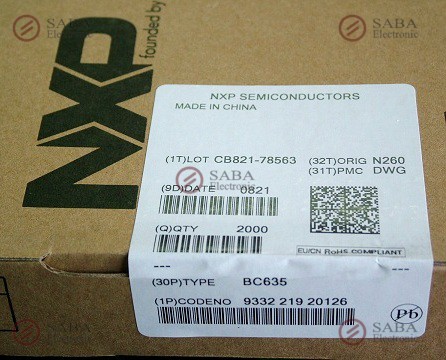 SABA
Electronic
SABA
Electronic
NXP
founded by
NXP SEMICONDUCTORS
MADE IN CHINA
(1T)LOT CB821-78563 (32T)ORIG N260
(31T)PMC DWG
SABA
Electronic
(9D)DATE 0821
(Q)QTY 2000
EU/CN RoHS COMPLIANT
---
---
(30P)TYPE BC635
(1P)CODENO 9332 219 20126
Pb
SABA
Electronic
SABA
Electronic